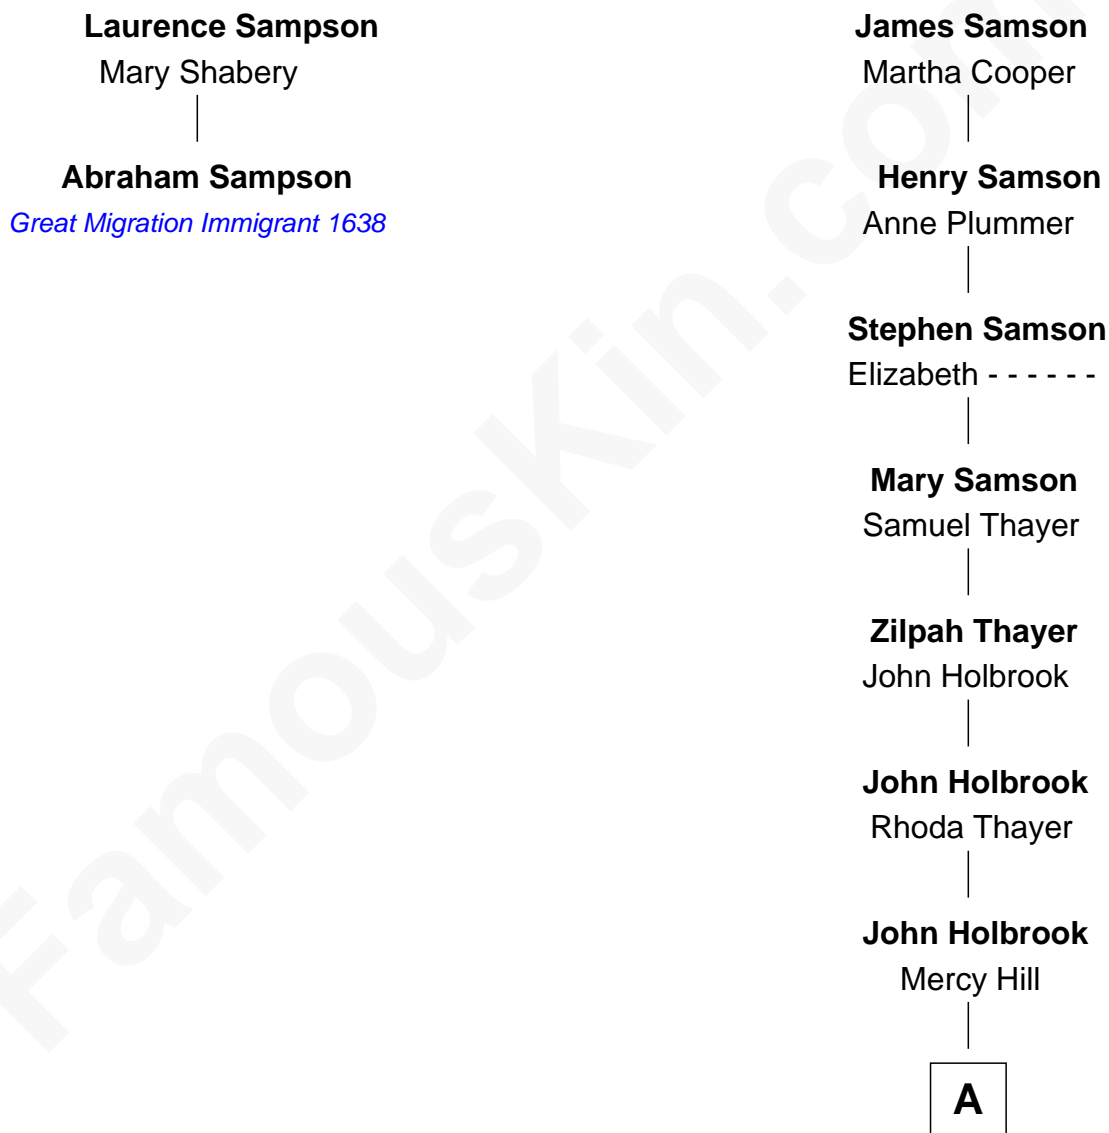 Laurence Sampson
Mary Shabery
Abraham Sampson
Great Migration Immigrant 1638
James Samson
Martha Cooper
Henry Samson
Anne Plummer
Stephen Samson
Elizabeth - - - - - -
Mary Samson
Samuel Thayer
Zilpah Thayer
John Holbrook
John Holbrook
Rhoda Thayer
John Holbrook
Mercy Hill
A
FamousKin.com